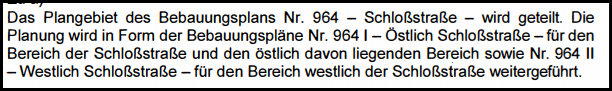 Das Plangebiet des Bebauungsplans Nr. 964 – Schloßstraße – wird geteilt. Die
Planung wird in Form der Bebauungspläne Nr. 964 I – Östlich Schloßstraße – für den
Bereich der Schloßstraße und den östlich davon liegenden Bereich sowie Nr. 964 II
– Westlich Schloßstraße – für den Bereich westlich der Schloßstraße weitergeführt.